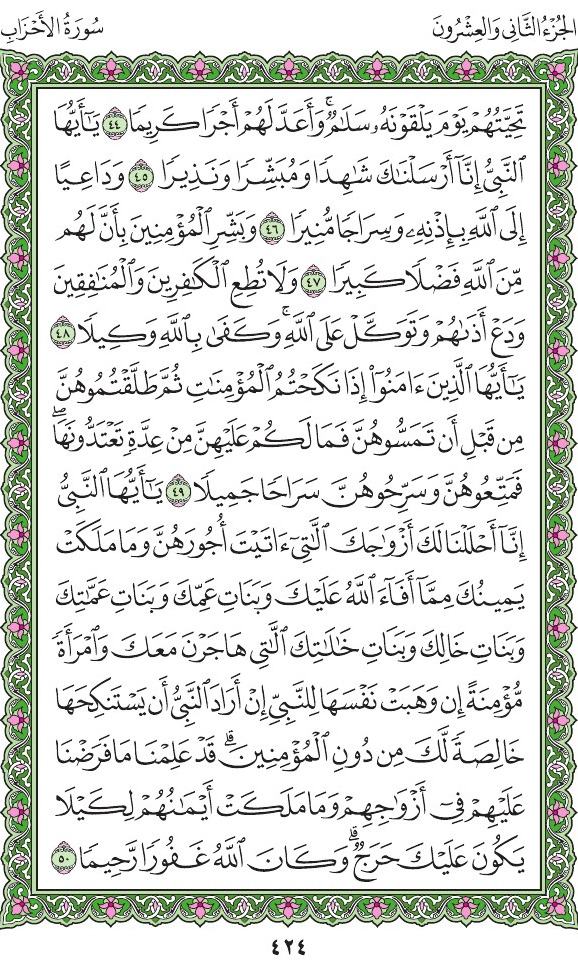 الجُزْءُ الثَّانِي وَالعِشْرُونَ
سُورَةُ الأَحْزَابِ
تَحِيَّتُهُمْ يَوْمَ يَلْقَوْنَهُۥ سَلَٰمٌۚ وَأَعَدَّ لَهُمْ أَجْرًا كَرِيمًا ٤٤ يَٰٓأَيُّهَا
ٱلنَّبِيُّ إِنَّآ أَرْسَلْنَٰكَ شَٰهِدًا وَمُبَشِّرًا وَنَذِيرًا ٤٥ وَدَاعِيًا
إِلَى ٱللَّهِ بِإِذْنِهِۦ وَسِرَاجًا مُّنِيرًا ٤٦ وَبَشِّرِ ٱلْمُؤْمِنِينَ بِأَنَّ لَهُم
مِّنَ ٱللَّهِ فَضْلًا كَبِيرًا ٤٧ وَلَا تُطِعِ ٱلْكَٰفِرِينَ وَٱلْمُنَٰفِقِينَ
وَدَعْ أَذَىٰهُمْ وَتَوَكَّلْ عَلَى ٱللَّهِۚ وَكَفَىٰ بِٱللَّهِ وَكِيلًا ٤٨
يَٰٓأَيُّهَا ٱلَّذِينَ ءَامَنُوٓا۟ إِذَا نَكَحْتُمُ ٱلْمُؤْمِنَٰتِ ثُمَّ طَلَّقْتُمُوهُنَّ
مِن قَبْلِ أَن تَمَسُّوهُنَّ فَمَا لَكُمْ عَلَيْهِنَّ مِنْ عِدَّةٍ تَعْتَدُّونَهَاۖ
فَمَتِّعُوهُنَّ وَسَرِّحُوهُنَّ سَرَاحًا جَمِيلًا ٤٩ يَٰٓأَيُّهَا ٱلنَّبِيُّ
إِنَّآ أَحْلَلْنَا لَكَ أَزْوَٰجَكَ ٱلَّٰتِيٓ ءَاتَيْتَ أُجُورَهُنَّ وَمَا مَلَكَتْ
يَمِينُكَ مِمَّآ أَفَآءَ ٱللَّهُ عَلَيْكَ وَبَنَاتِ عَمِّكَ وَبَنَاتِ عَمَّٰتِكَ
وَبَنَاتِ خَالِكَ وَبَنَاتِ خَٰلَٰتِكَ ٱلَّٰتِي هَاجَرْنَ مَعَكَ وَٱمْرَأَةً
مُّؤْمِنَةً إِن وَهَبَتْ نَفْسَهَا لِلنَّبِيِّ إِنْ أَرَادَ ٱلنَّبِيُّ أَن يَسْتَنكِحَهَا
خَالِصَةً لَّكَ مِن دُونِ ٱلْمُؤْمِنِينَۗ قَدْ عَلِمْنَا مَا فَرَضْنَا
عَلَيْهِمْ فِيٓ أَزْوَٰجِهِمْ وَمَا مَلَكَتْ أَيْمَٰنُهُمْ لِكَيْلَا
يَكُونَ عَلَيْكَ حَرَجٌۗ وَكَانَ ٱللَّهُ غَفُورًا رَّحِيمًا ٥٠
٤٢٤